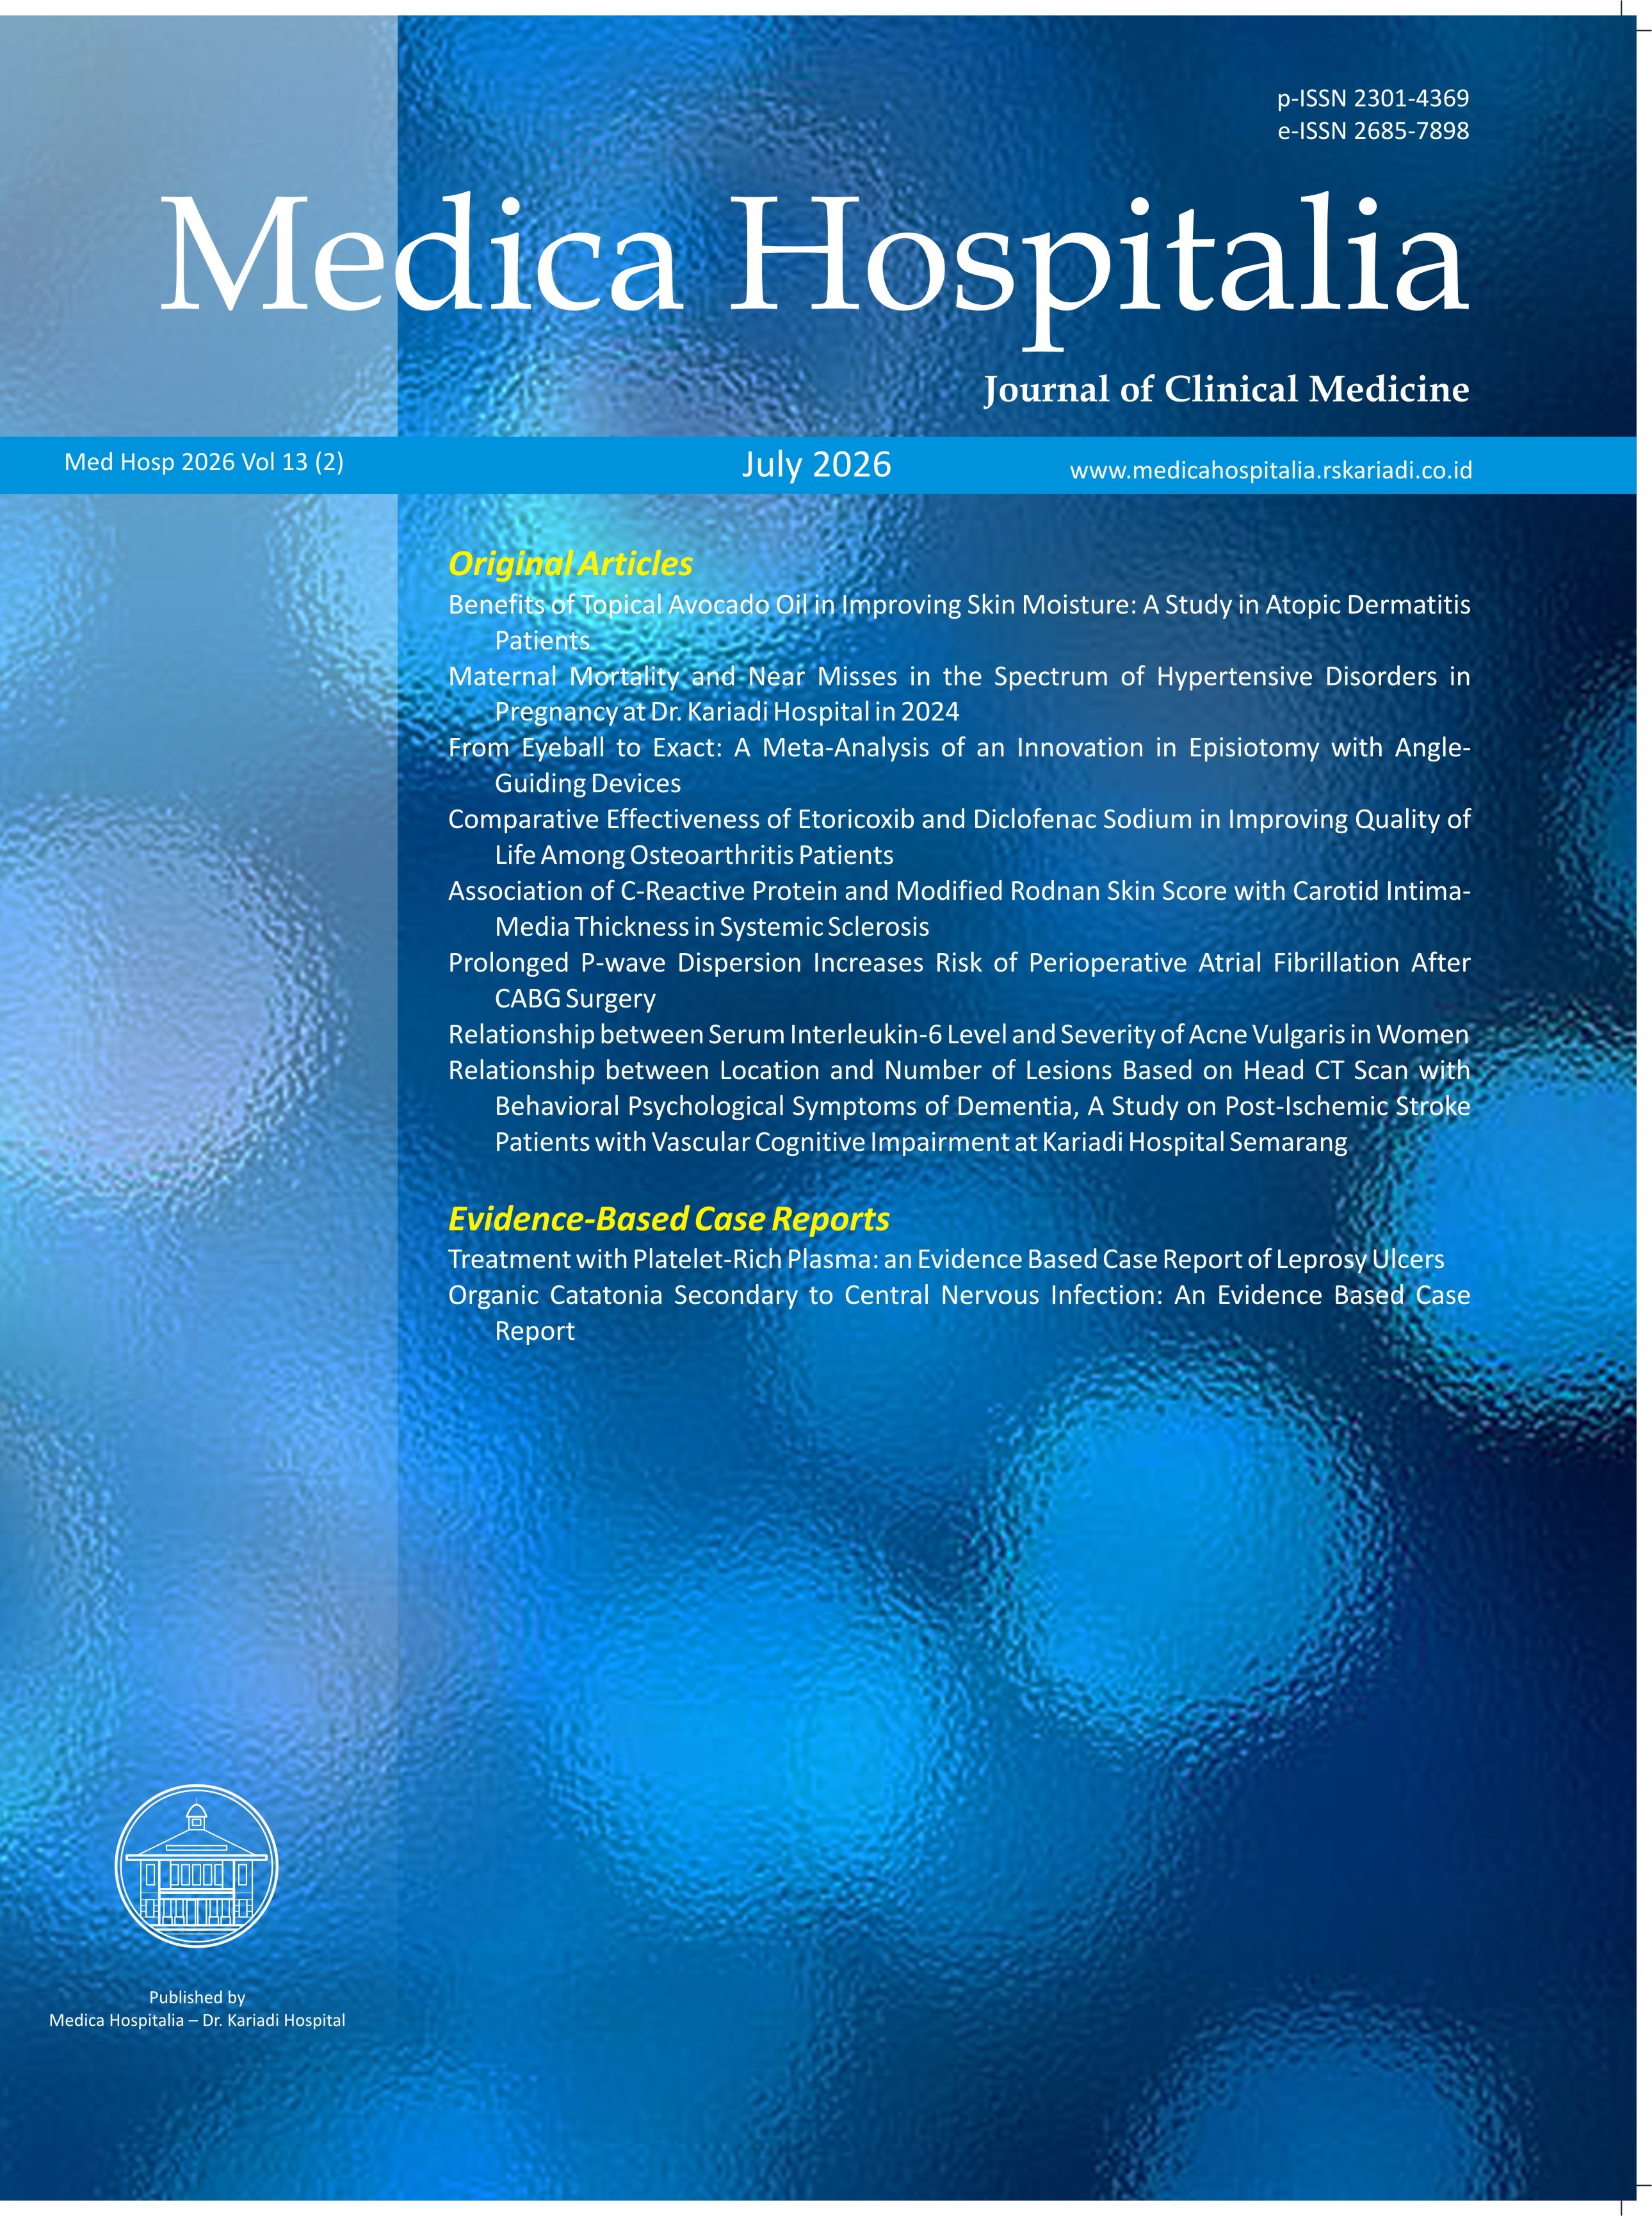 p-ISSN 2301-4369
e-ISSN 2685-7898
Medica Hospitalia
Journal of Clinical Medicine
Med Hosp 2026 Vol 13 (2)
July 2026
www.medicahospitalia.rskariadi.co.id
Original Articles
Benefits of Topical Avocado Oil in Improving Skin Moisture: A Study in Atopic Dermatitis
Patients
Maternal Mortality and Near Misses in the Spectrum of Hypertensive Disorders in
Pregnancy at Dr. Kariadi Hospital in 2024
From Eyeball to Exact: A Meta-Analysis of an Innovation in Episiotomy with Angle-
Guiding Devices
Comparative Effectiveness of Etoricoxib and Diclofenac Sodium in Improving Quality of
Life Among Osteoarthritis Patients
Association of C-Reactive Protein and Modified Rodnan Skin Score with Carotid Intima-
Media Thickness in Systemic Sclerosis
Prolonged P-wave Dispersion Increases Risk of Perioperative Atrial Fibrillation After
CABG Surgery
Relationship between Serum Interleukin-6 Level and Severity of Acne Vulgaris in Women
Relationship between Location and Number of Lesions Based on Head CT Scan with
Behavioral Psychological Symptoms of Dementia, A Study on Post-Ischemic Stroke
Patients with Vascular Cognitive Impairment at Kariadi Hospital Semarang
Evidence-Based Case Reports
Treatment with Platelet-Rich Plasma: an Evidence Based Case Report of Leprosy Ulcers
Organic Catatonia Secondary to Central Nervous Infection: An Evidence Based Case
Report
Published by
Medica Hospitalia – Dr. Kariadi Hospital